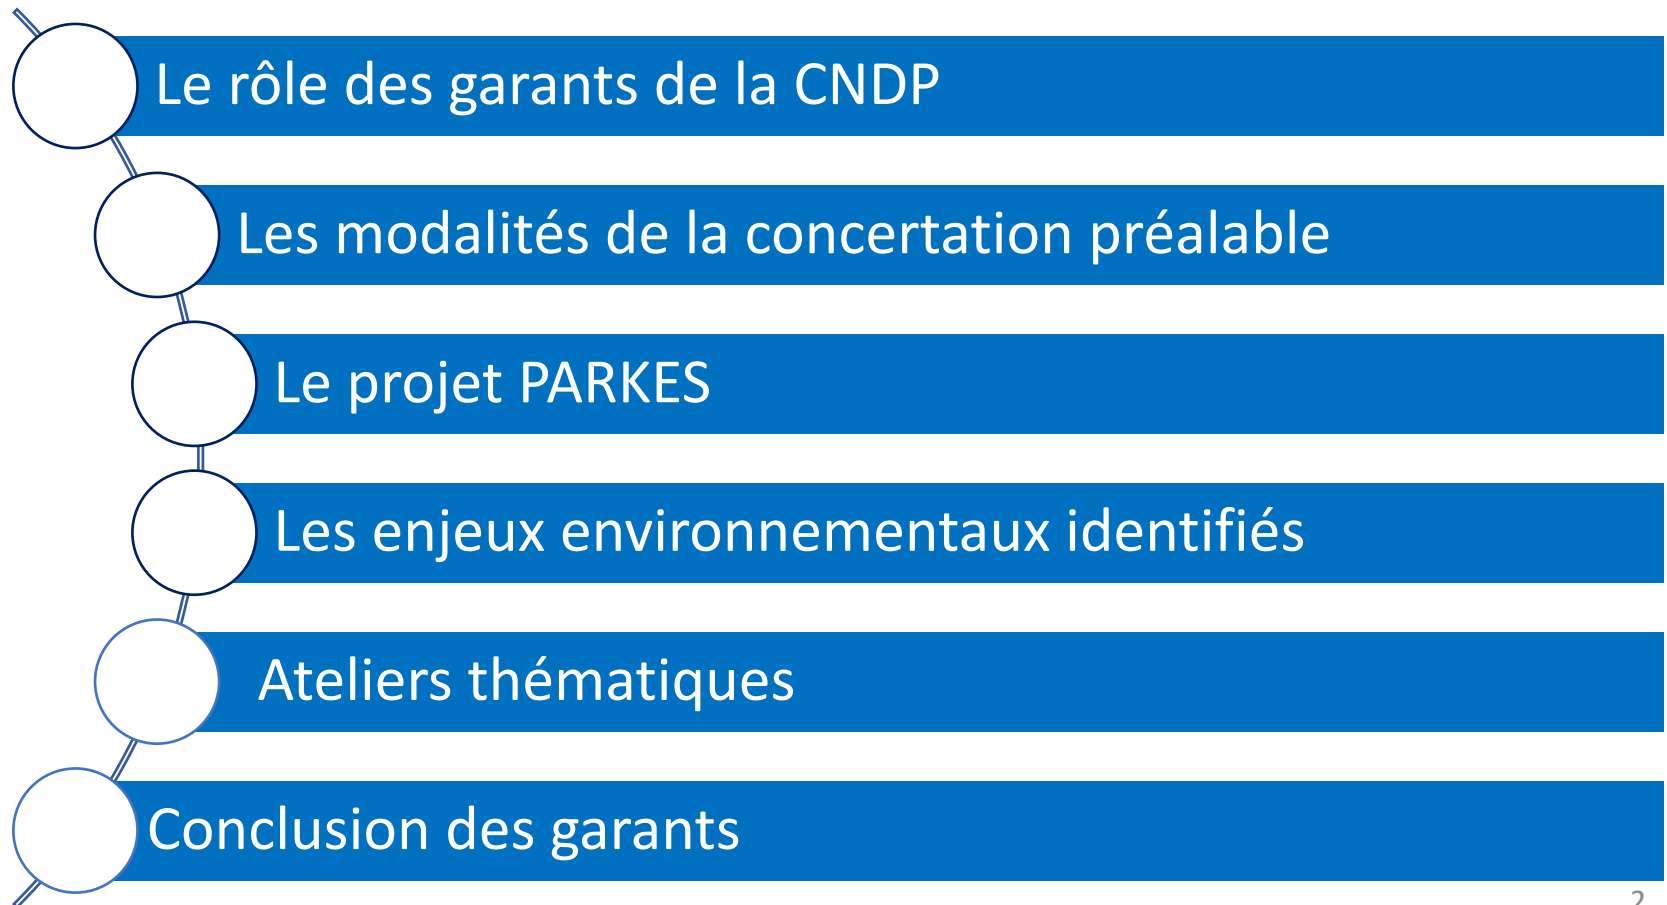 Le rôle des garants de la CNDP
Les modalités de la concertation préalable
Le projet PARKES
Les enjeux environnementaux identifiés
Ateliers thématiques
Conclusion des garants
2